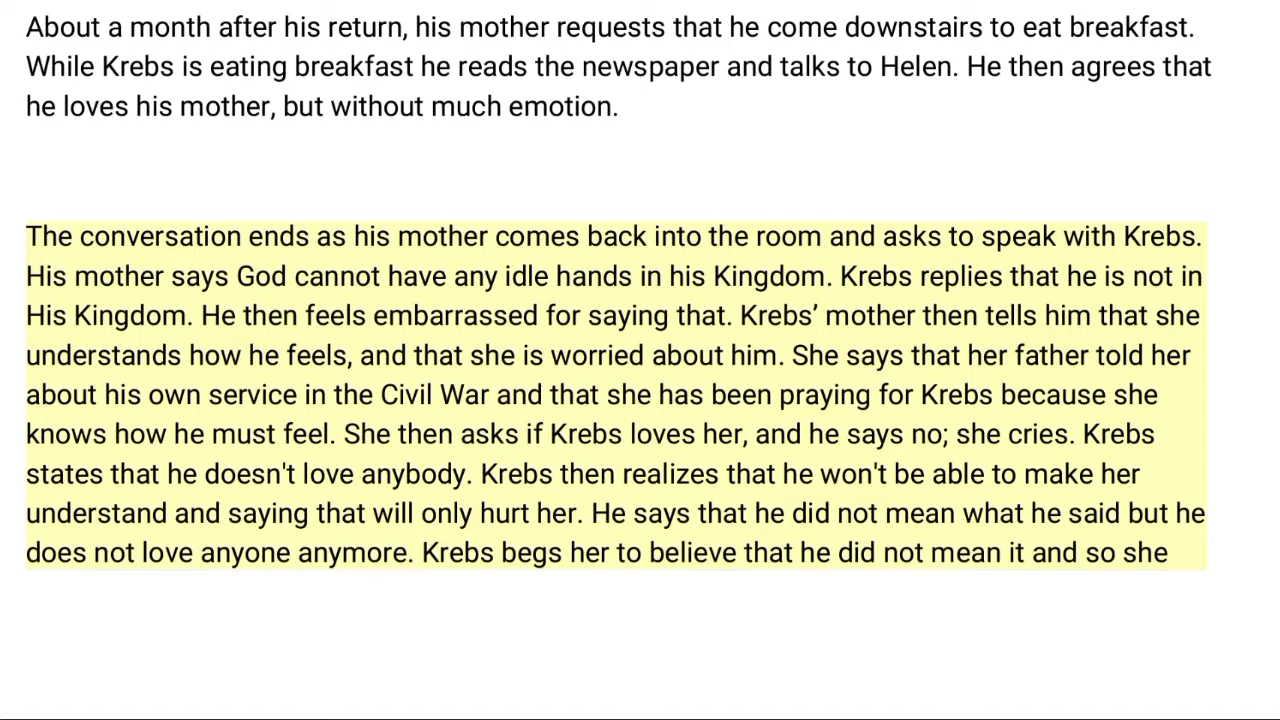 About a month after his return, his mother requests that he come downstairs to eat breakfast.
While Krebs is eating breakfast he reads the newspaper and talks to Helen. He then agrees that
he loves his mother, but without much emotion.
The conversation ends as his mother comes back into the room and asks to speak with Krebs.
His mother says God cannot have any idle hands in his Kingdom. Krebs replies that he is not in
His Kingdom. He then feels embarrassed for saying that. Krebs’ mother then tells him that she
understands how he feels, and that she is worried about him. She says that her father told her
about his own service in the Civil War and that she has been praying for Krebs because she
knows how he must feel. She then asks if Krebs loves her, and he says no; she cries. Krebs
states that he doesn't love anybody. Krebs then realizes that he won't be able to make her
understand and saying that will only hurt her. He says that he did not mean what he said but he
does not love anyone anymore. Krebs begs her to believe that he did not mean it and so she